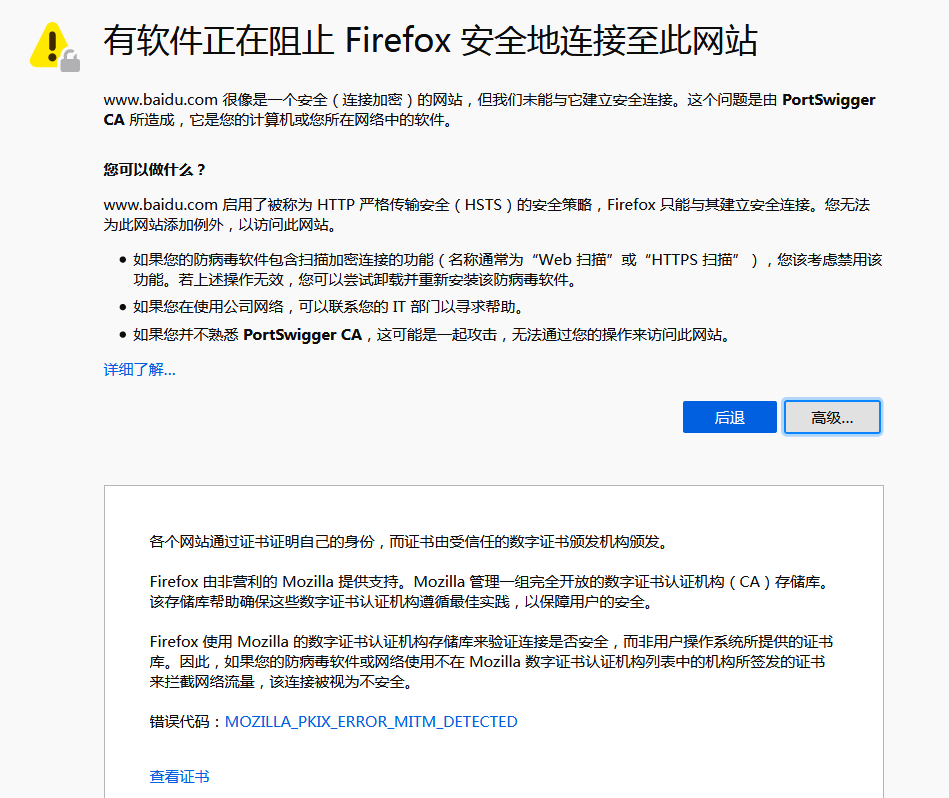 有软件正在阻止 Firefox 安全地连接至此网站
www.baidu.com 很像是一个安全（连接加密）的网站，但我们未能与它建立安全连接。这个问题是由 PortSwigger
CA 所造成，它是您的计算机或您所在网络中的软件。
您可以做什么？
www.baidu.com 启用了被称为 HTTP 严格传输安全（HSTS）的安全策略，Firefox 只能与其建立安全连接。您无法
为此网站添加例外，以访问此网站。
● 如果您的防病毒软件包含扫描加密连接的功能（名称通常为“Web 扫描”或“HTTPS 扫描”），您该考虑禁用该
功能。若上述操作无效，您可以尝试卸载并重新安装该防病毒软件。
● 如果您在使用公司网络，可以联系您的 IT 部门以寻求帮助。
● 如果您并不熟悉 PortSwigger CA，这可能是一起攻击，无法通过您的操作来访问此网站。
详细了解...
后退 高级...
各个网站通过证书证明自己的身份，而证书由受信任的数字证书颁发机构颁发。
Firefox 由非营利的 Mozilla 提供支持。Mozilla 管理一组完全开放的数字证书认证机构（CA）存储库。
该存储库帮助确保这些数字证书认证机构遵循最佳实践，以保障用户的安全。
Firefox 使用 Mozilla 的数字证书认证机构存储库来验证连接是否安全，而非用户操作系统所提供的证书
库。因此，如果您的防病毒软件或网络使用不在 Mozilla 数字证书认证机构列表中的机构所签发的证书
来拦截网络流量，该连接被视为不安全。
错误代码：MOZILLA_PKIX_ERROR_MITM_DETECTED
查看证书